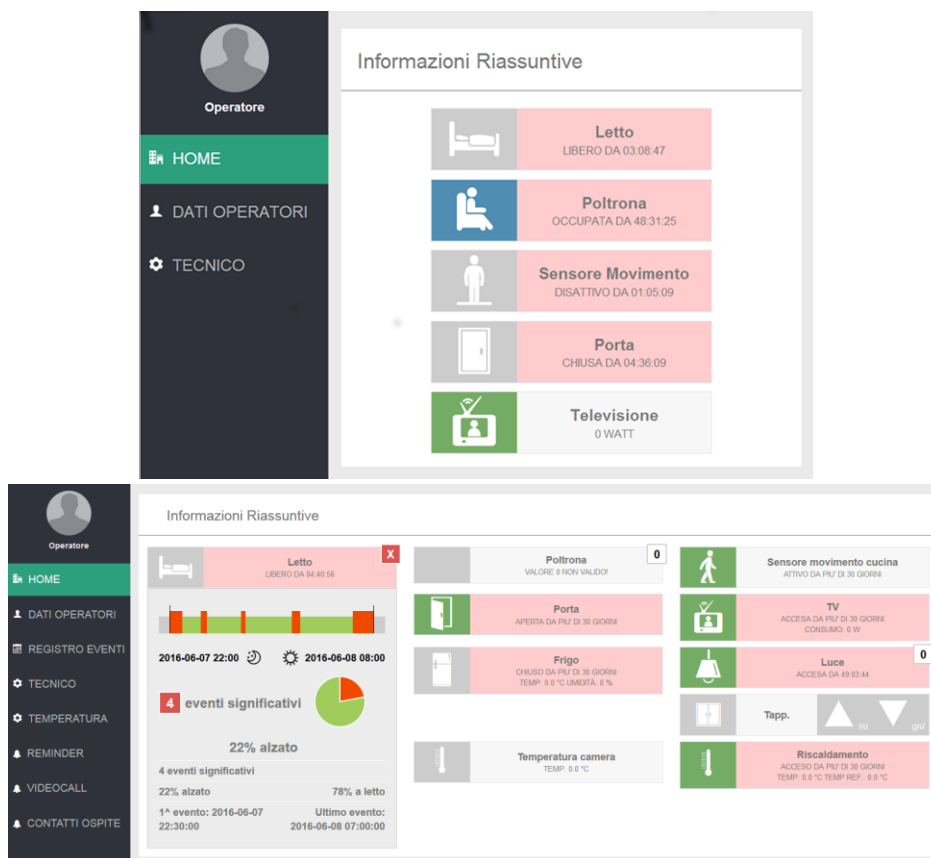 Operatore
HOME
DATI OPERATORI
TECNICO
Informazioni Riassuntive
Letto
LIBERO DA 03:08:47
Poltrona
OCCUPATA DA 48:31:25
Sensore Movimento
DISATTIVO DA 01:05:09
Porta
CHIUSA DA 04:36:09
Televisione
0 WATT
Operatore
HOME
DATI OPERATORI
REGISTRO EVENTI
TECNICO
TEMPERATURA
REMINDER
VIDEOCALL
CONTATTI OSPITE
Informazioni Riassuntive
X
Letto
LIBERO DA 04:40:56
2016-06-07 22:00 2016-06-08 08:00
4 eventi significativi
22% alzato
4 eventi significativi
22% alzato 78% a letto
1^ evento: 2016-06-07 22:30:00
Ultimo evento: 2016-06-08 07:00:00
Poltrona
0
VALORE 8 NON VALIDO!
Porta
APERTA DA PIU' DI 30 GIORNI
Frigo
CHIUSO DA PIU' DI 30 GIORNI
TEMP: 0.0 °C UMIDITÀ: 0 %
Temperatura camera
TEMP: 0.0 °C
Sensore movimento cucina
ATTIVO DA PIU' DI 30 GIORNI
TV
ACCESA DA PIU' DI 30 GIORNI
CONSUMO: 0 W
Luce
0
ACCESA DA 49:03:44
Tapp. su giu'
Riscaldamento
ACCESO DA PIU' DI 30 GIORNI
TEMP: 0.0 °C TEMP REF.: 0.0 °C